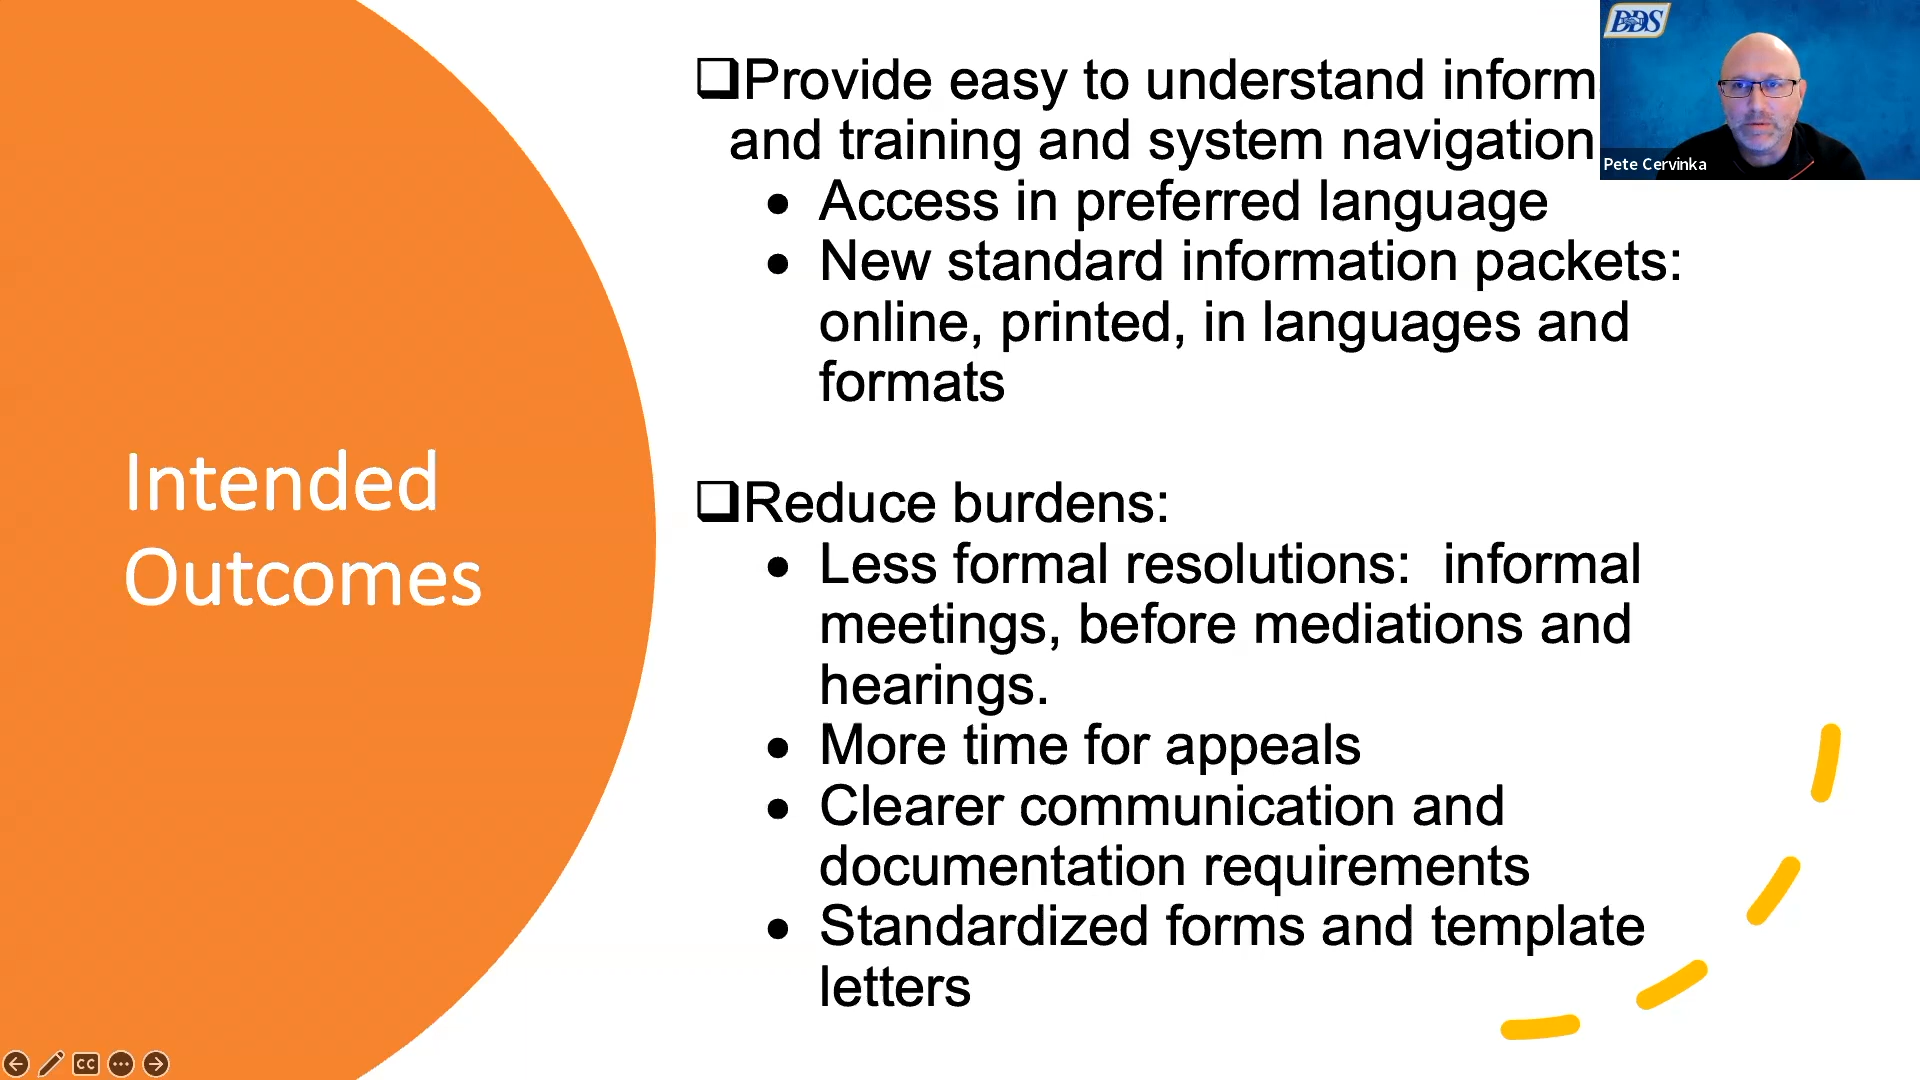 Provide easy to understand inform
and training and system navigation
• Access in preferred language
• New standard information packets:
online, printed, in languages and
formats
Reduce burdens:
• Less formal resolutions:  informal
meetings, before mediations and
hearings.
• More time for appeals
• Clearer communication and
documentation requirements
• Standardized forms and template
letters
Intended
Outcomes
DDS
Pete Cervinka
CC